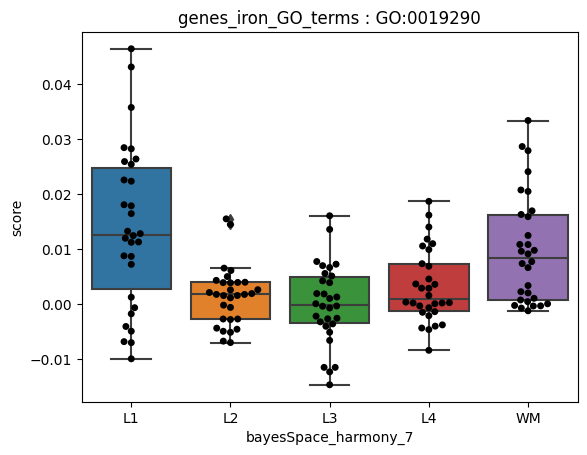 genes_iron_GO_terms : GO:0019290
score
0.04
0.03
0.02
0.01
0.00
−0.01
L1 L2 L3 L4 WM
bayesSpace_harmony_7